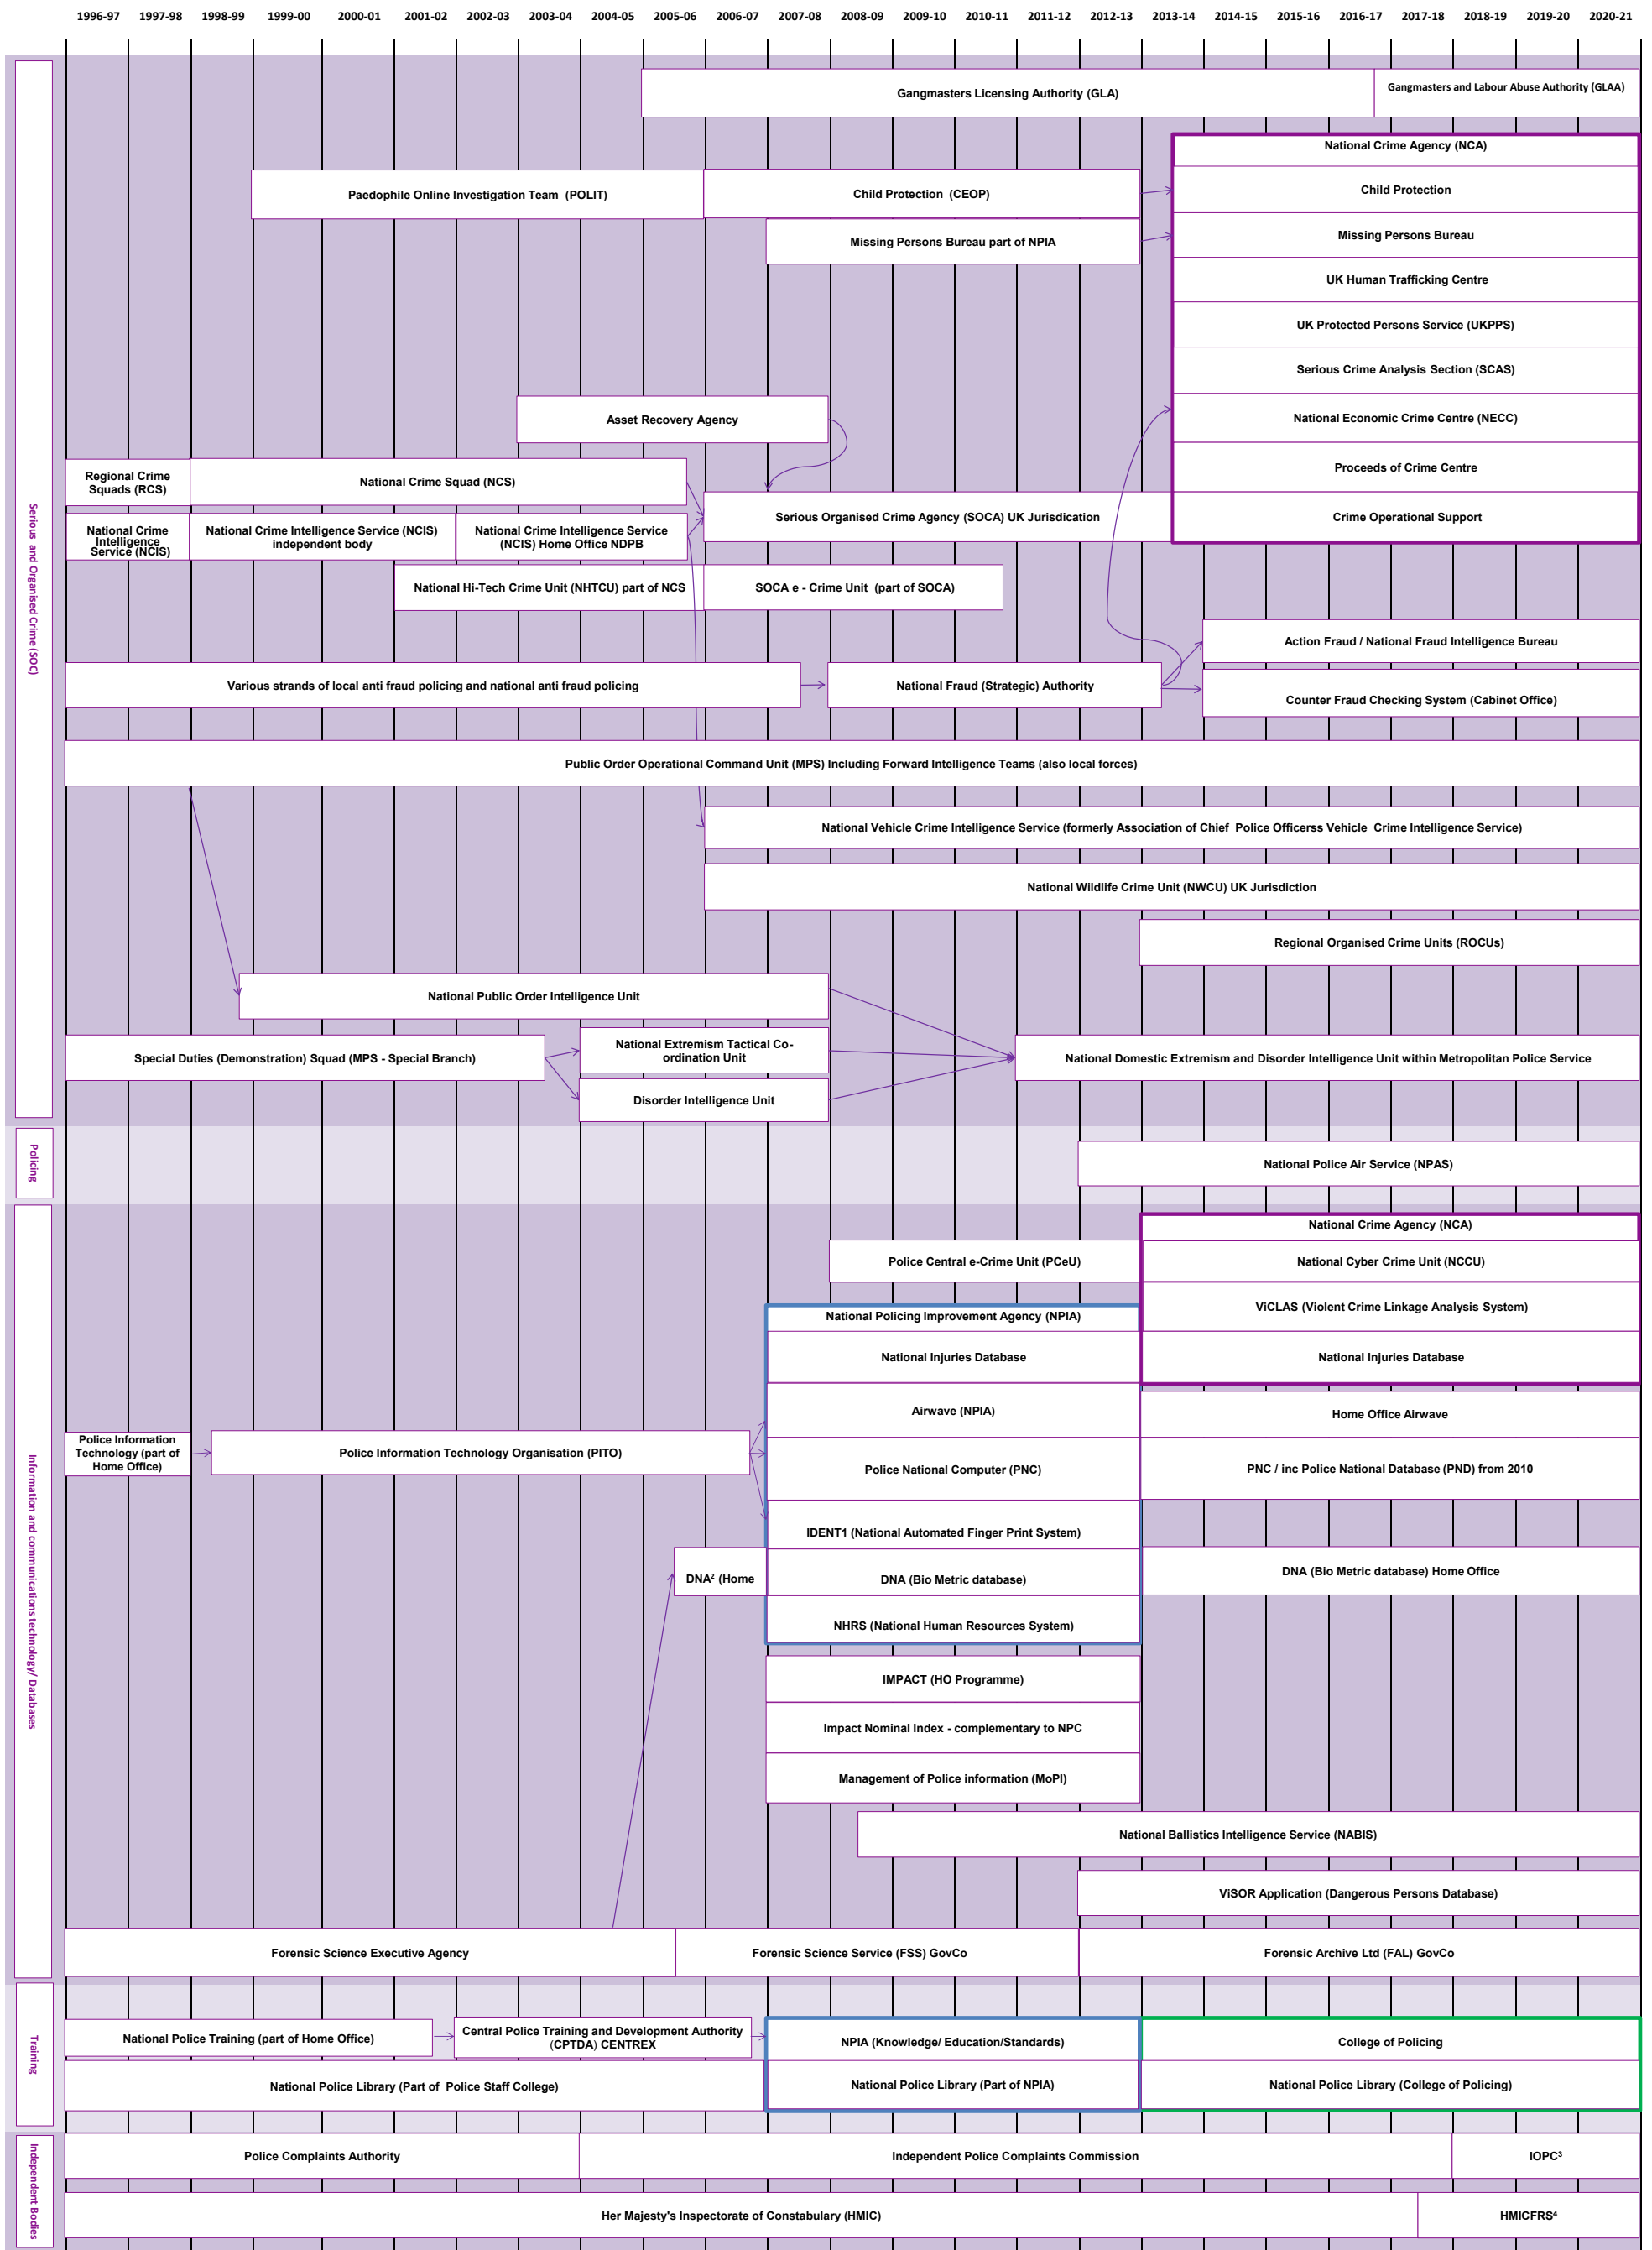 1996-97 1997-98 1998-99 1999-00 2000-01 2001-02 2002-03 2003-04 2004-05 2005-06 2006-07 2007-08 2008-09 2009-10 2010-11 2011-12 2012-13 2013-14 2014-15 2015-16 2016-17 2017-18 2018-19 2019-20 2020-21
Serious and Organised Crime (SOC)
Gangmasters Licensing Authority (GLA)
Gangmasters and Labour Abuse Authority (GLAA)
National Crime Agency (NCA)
Paedophile Online Investigation Team (POLIT)
Child Protection (CEOP)
Child Protection
Missing Persons Bureau part of NPIA
Missing Persons Bureau
UK Human Trafficking Centre
UK Protected Persons Service (UKPPS)
Serious Crime Analysis Section (SCAS)
Asset Recovery Agency
National Economic Crime Centre (NECC)
Regional Crime
Squads (RCS)
National Crime Squad (NCS)
Proceeds of Crime Centre
National Crime
Intelligence
Service (NCIS)
National Crime Intelligence Service (NCIS)
independent body
National Crime Intelligence Service
(NCIS) Home Office NDPB
Serious Organised Crime Agency (SOCA) UK Jurisdication
Crime Operational Support
National Hi-Tech Crime Unit (NHTCU) part of NCS
SOCA e - Crime Unit (part of SOCA)
Action Fraud / National Fraud Intelligence Bureau
Various strands of local anti fraud policing and national anti fraud policing
National Fraud (Strategic) Authority
Counter Fraud Checking System (Cabinet Office)
Public Order Operational Command Unit (MPS) Including Forward Intelligence Teams (also local forces)
National Vehicle Crime Intelligence Service (formerly Association of Chief Police Officerss Vehicle Crime Intelligence Service)
National Wildlife Crime Unit (NWCU) UK Jurisdiction
Regional Organised Crime Units (ROCUs)
National Public Order Intelligence Unit
Special Duties (Demonstration) Squad (MPS - Special Branch)
National Extremism Tactical Co-
ordination Unit
National Domestic Extremism and Disorder Intelligence Unit within Metropolitan Police Service
Disorder Intelligence Unit
Policing
National Police Air Service (NPAS)
Information and communications technology/ Databases
National Crime Agency (NCA)
Police Central e-Crime Unit (PCeU)
National Cyber Crime Unit (NCCU)
National Policing Improvement Agency (NPIA)
ViCLAS (Violent Crime Linkage Analysis System)
National Injuries Database
National Injuries Database
Airwave (NPIA)
Home Office Airwave
Police Information
Technology (part of
Home Office)
Police Information Technology Organisation (PITO)
Police National Computer (PNC)
PNC / inc Police National Database (PND) from 2010
IDENT1 (National Automated Finger Print System)
DNA² (Home
DNA (Bio Metric database)
DNA (Bio Metric database) Home Office
NHRS (National Human Resources System)
IMPACT (HO Programme)
Impact Nominal Index - complementary to NPC
Management of Police information (MoPI)
National Ballistics Intelligence Service (NABIS)
ViSOR Application (Dangerous Persons Database)
Forensic Science Executive Agency
Forensic Science Service (FSS) GovCo
Forensic Archive Ltd (FAL) GovCo
Training
National Police Training (part of Home Office)
Central Police Training and Development Authority
(CPTDA) CENTREX
NPIA (Knowledge/ Education/Standards)
College of Policing
National Police Library (Part of Police Staff College)
National Police Library (Part of NPIA)
National Police Library (College of Policing)
Independent Bodies
Police Complaints Authority
Independent Police Complaints Commission
IOPC³
Her Majesty's Inspectorate of Constabulary (HMIC)
HMICFRS⁴